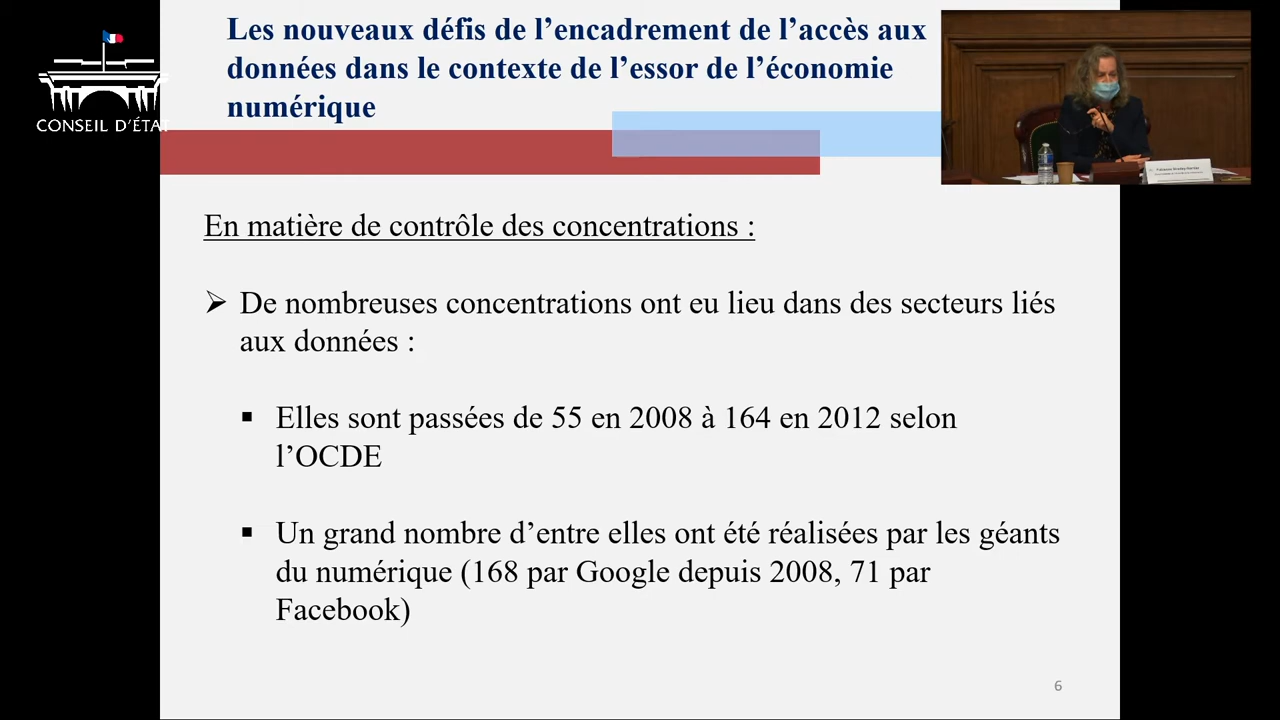 CONSEIL D'ÉTAT
Les nouveaux défis de l’encadrement de l’accès aux
données dans le contexte de l’essor de l’économie
numérique
En matière de contrôle des concentrations :
De nombreuses concentrations ont eu lieu dans des secteurs liés
aux données :
Elles sont passées de 55 en 2008 à 164 en 2012 selon
l’OCDE
Un grand nombre d’entre elles ont été réalisées par les géants
du numérique (168 par Google depuis 2008, 71 par
Facebook)
6